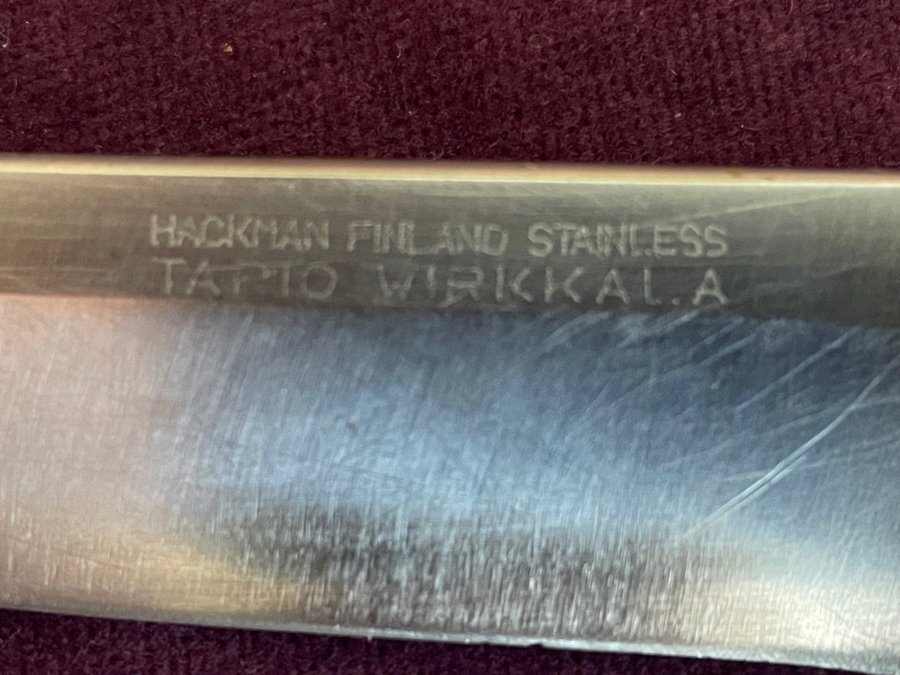 HACKMAN FINLAND STAINLESS
TAPIO WIRKKALA